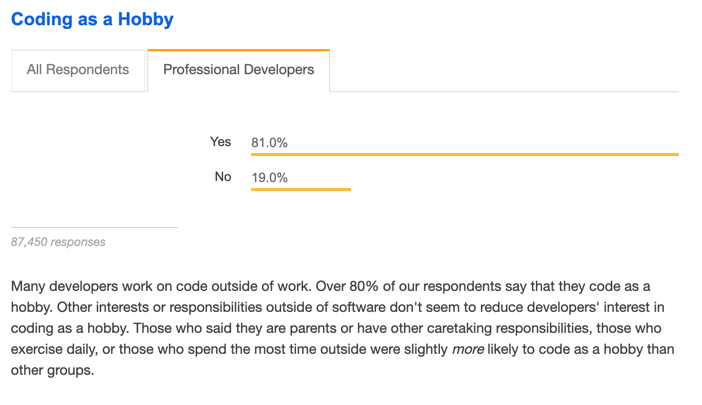 Coding as a Hobby
All Respondents
Professional Developers
Yes 81.0%
No 19.0%
87,450 responses
Many developers work on code outside of work. Over 80% of our respondents say that they code as a
hobby. Other interests or responsibilities outside of software don't seem to reduce developers' interest in
coding as a hobby. Those who said they are parents or have other caretaking responsibilities, those who
exercise daily, or those who spend the most time outside were slightly more likely to code as a hobby than
other groups.